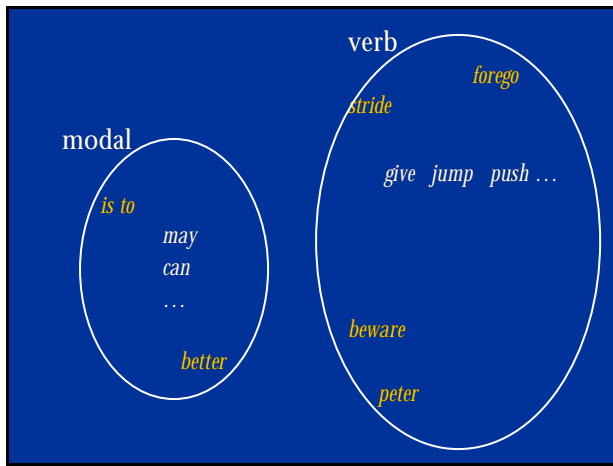 verb
forego
stride
modal
give jump push ...
is to
may
can
...
beware
better
peter